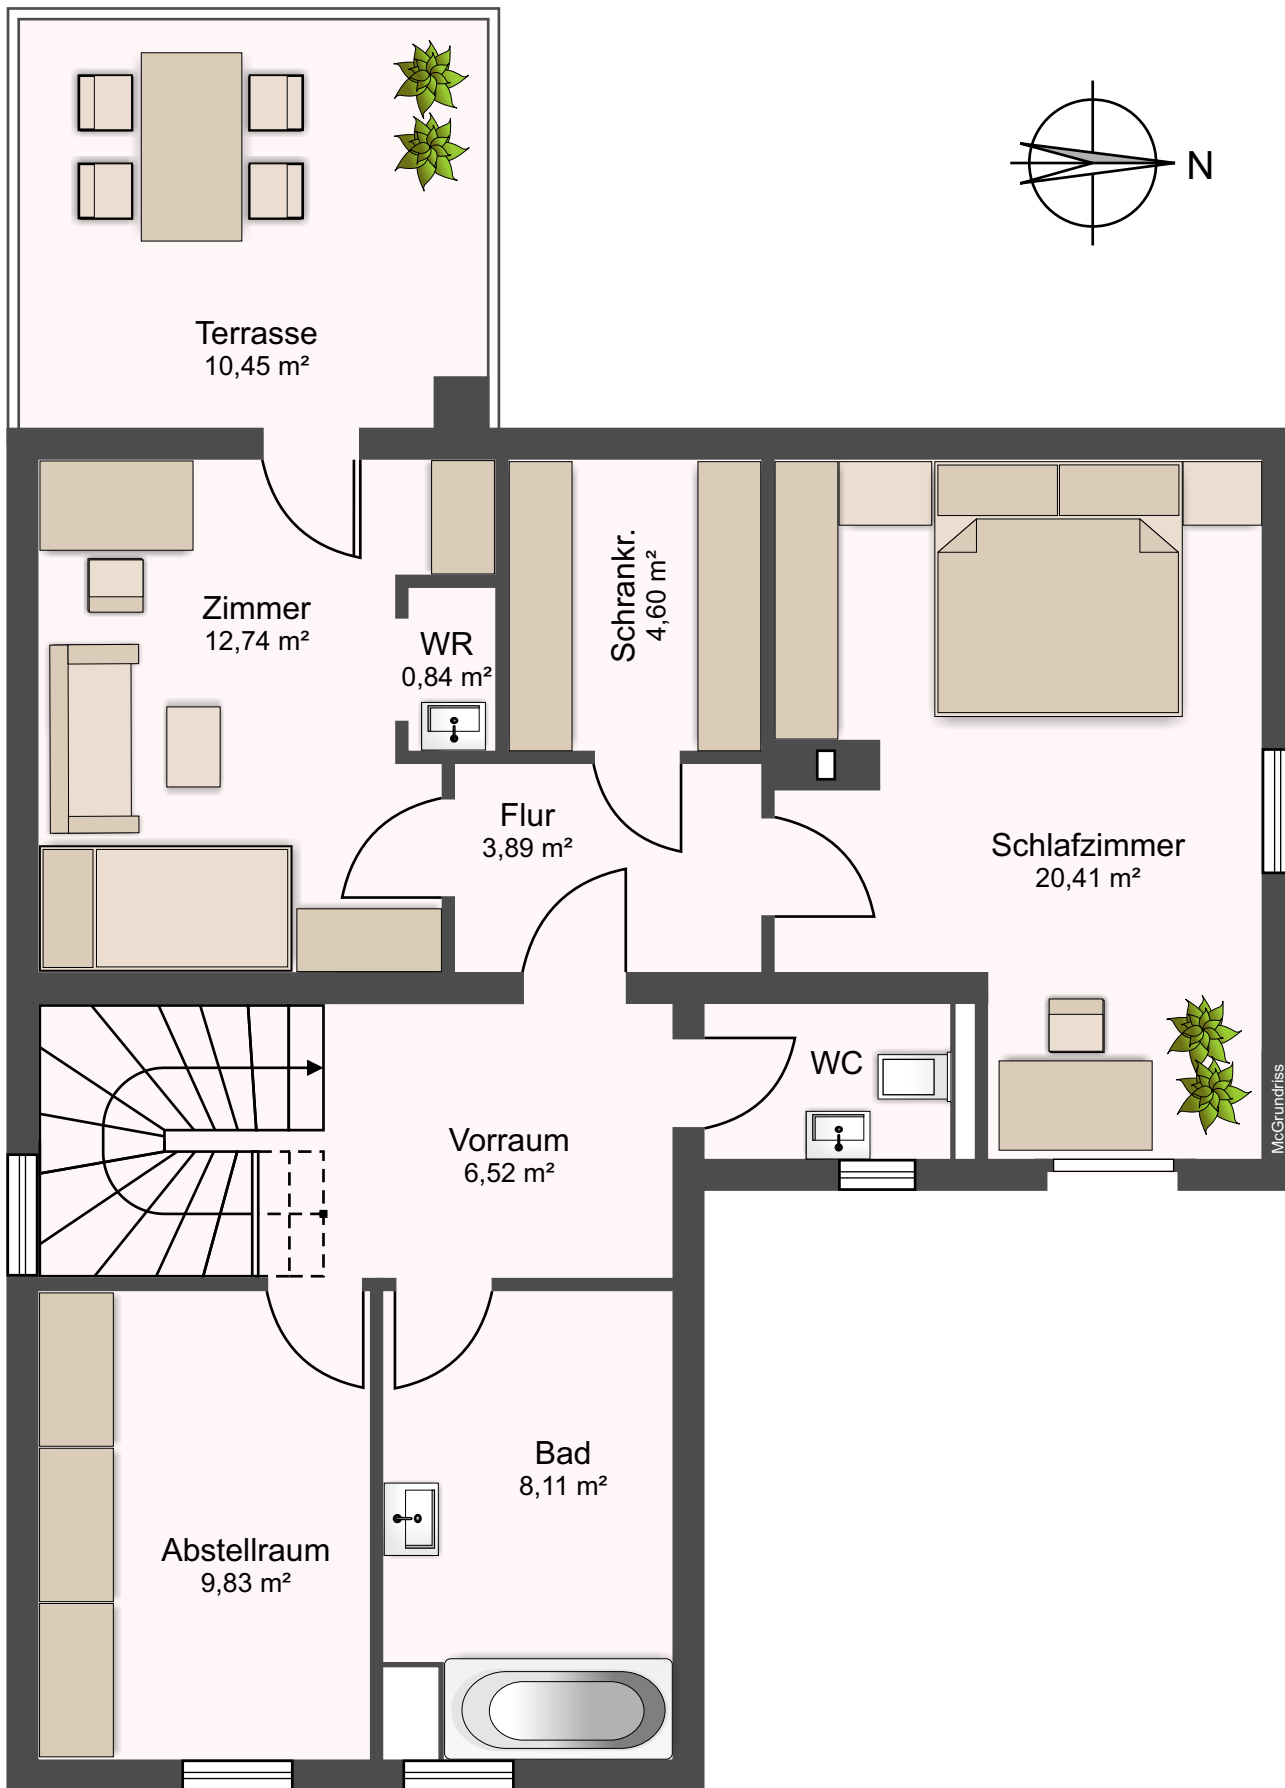 N
Terrasse
10,45 m²
Zimmer
12,74 m²
WR
0,84 m²
Schrankr.
4,60 m²
Flur
3,89 m²
Schlafzimmer
20,41 m²
WC
Vorraum
6,52 m²
McGrundriss
Bad
8,11 m²
Abstellraum
9,83 m²